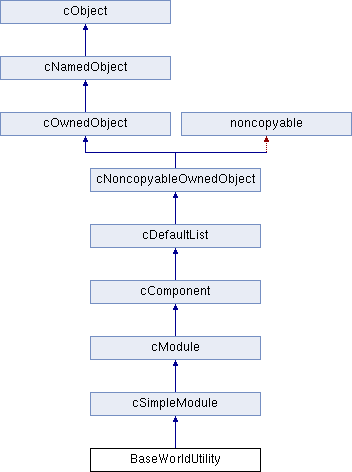 cObject
cNamedObject
cOwnedObject
noncopyable
cNoncopyableOwnedObject
cDefaultList
cComponent
cModule
cSimpleModule
BaseWorldUtility